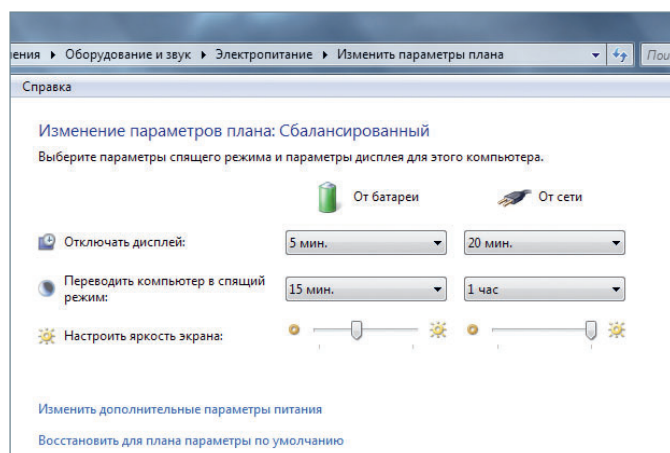 Оборудование и звук Электропитание Изменить параметры плана
Справка
Изменение параметров плана: Сбалансированный
Выберите параметры спящего режима и параметры дисплея для этого компьютера.
От батареи От сети
Отключать дисплей: 5 мин. 20 мин.
Переводить компьютер в спящий
режим: 15 мин. 1 час
Настроить яркость экрана:
Изменить дополнительные параметры питания
Восстановить для плана параметры по умолчанию